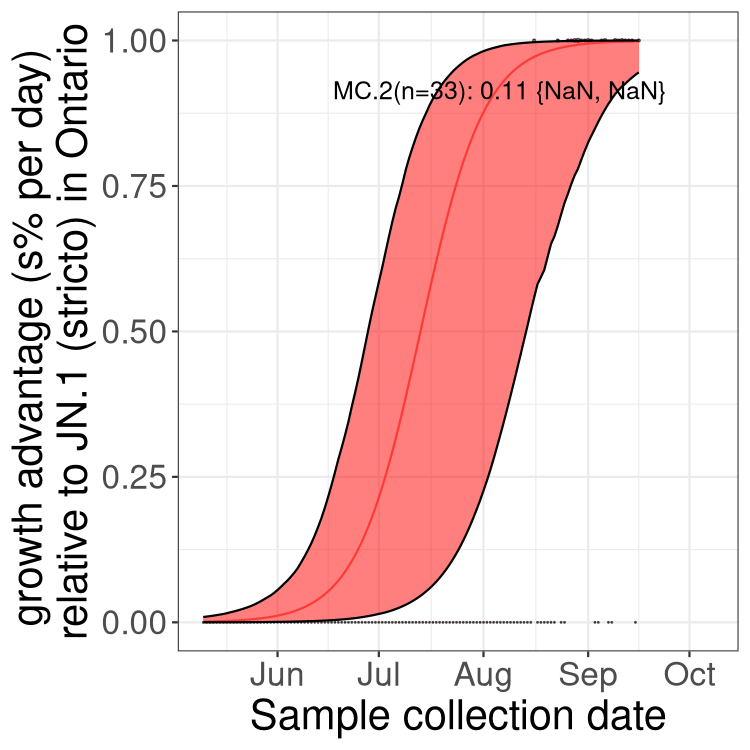 growth advantage (s% per day)
relative to JN.1 (stricto) in Ontario
1.00
0.75
0.50
0.25
0.00
MC.2(n=33): 0.11 {NaN, NaN}
Jun Jul Aug Sep Oct
Sample collection date